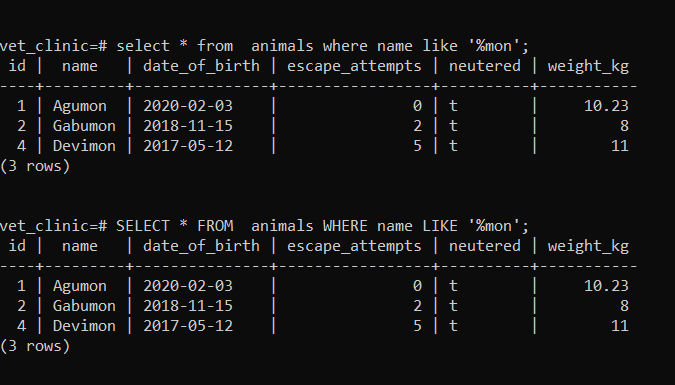 vet_clinic=# select * from  animals where name like '%mon';
 id |  name   | date_of_birth | escape_attempts | neutered | weight_kg
----+---------+---------------+-----------------+----------+-----------
  1 | Agumon  | 2020-02-03    |               0 | t        |     10.23
  2 | Gabumon | 2018-11-15    |               2 | t        |         8
  4 | Devimon | 2017-05-12    |               5 | t        |        11
(3 rows)
vet_clinic=# SELECT * FROM  animals WHERE name LIKE '%mon';
 id |  name   | date_of_birth | escape_attempts | neutered | weight_kg
----+---------+---------------+-----------------+----------+-----------
  1 | Agumon  | 2020-02-03    |               0 | t        |     10.23
  2 | Gabumon | 2018-11-15    |               2 | t        |         8
  4 | Devimon | 2017-05-12    |               5 | t        |        11
(3 rows)